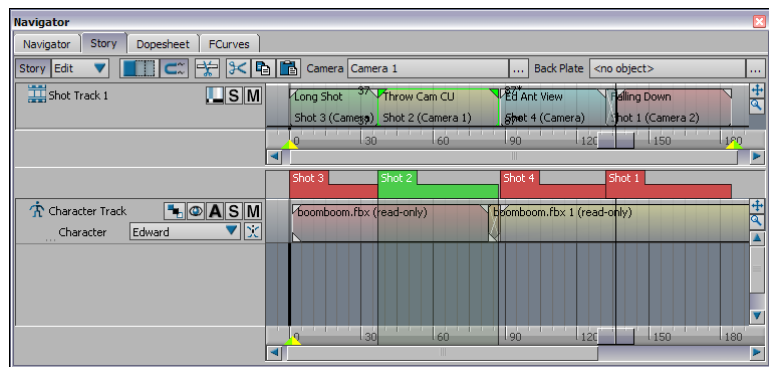 Navigator
Navigator Story Dopesheet FCurves
Story Edit Camera Camera 1 ... Back Plate <no object> ...
Shot Track 1 S M
Long Shot 37 Throw Cam CU 87* Ed Ant View Falling Down
Shot 3 (Camera) 37 Shot 2 (Camera 1) Shot 4 (Camera) Shot 1 (Camera 2)
0 30 60 90 120 150 180
Shot 3 Shot 2 Shot 4 Shot 1
Character Track A S M
boomboom.fbx (read-only) boomboom.fbx 1 (read-only)
... Character Edward
0 30 60 90 120 150 180